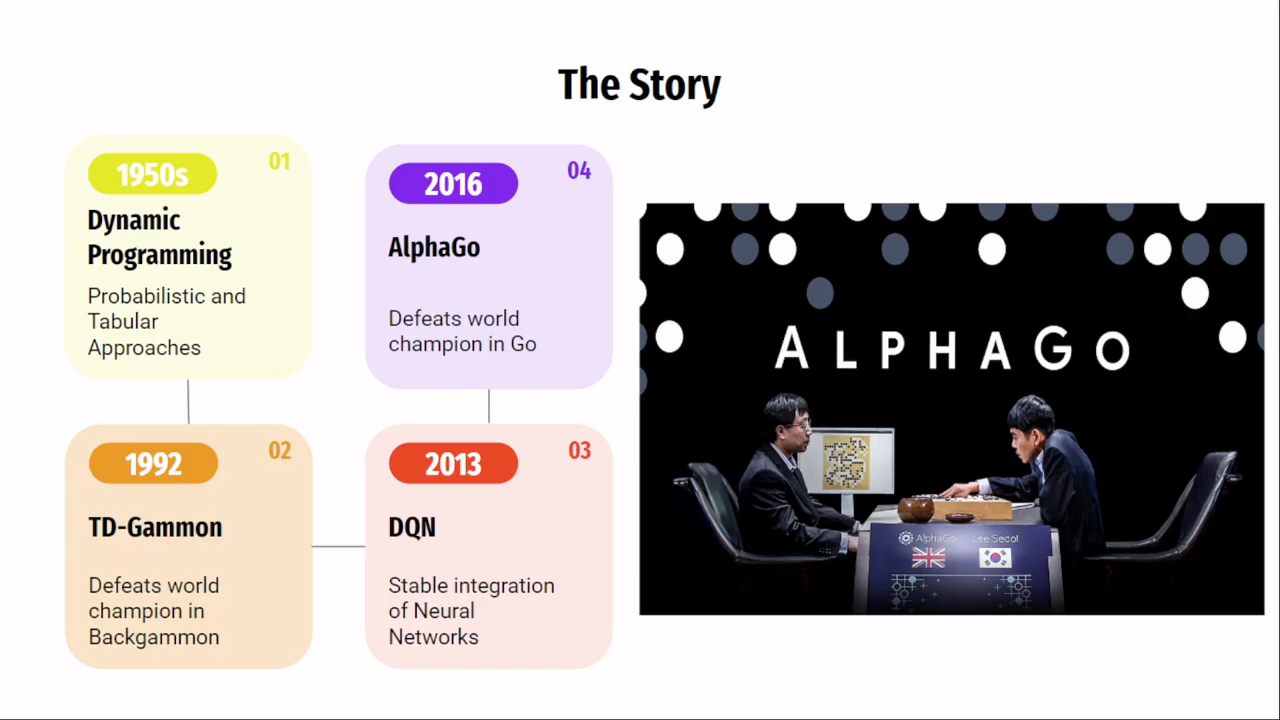 The Story
1950s
01
Dynamic
Programming
Probabilistic and
Tabular
Approaches
1992
02
TD-Gammon
Defeats world
champion in
Backgammon
2013
03
DQN
Stable integration
of Neural
Networks
2016
04
AlphaGo
Defeats world
champion in Go
ALPHAGO
AlphaGo
Lee Sedol